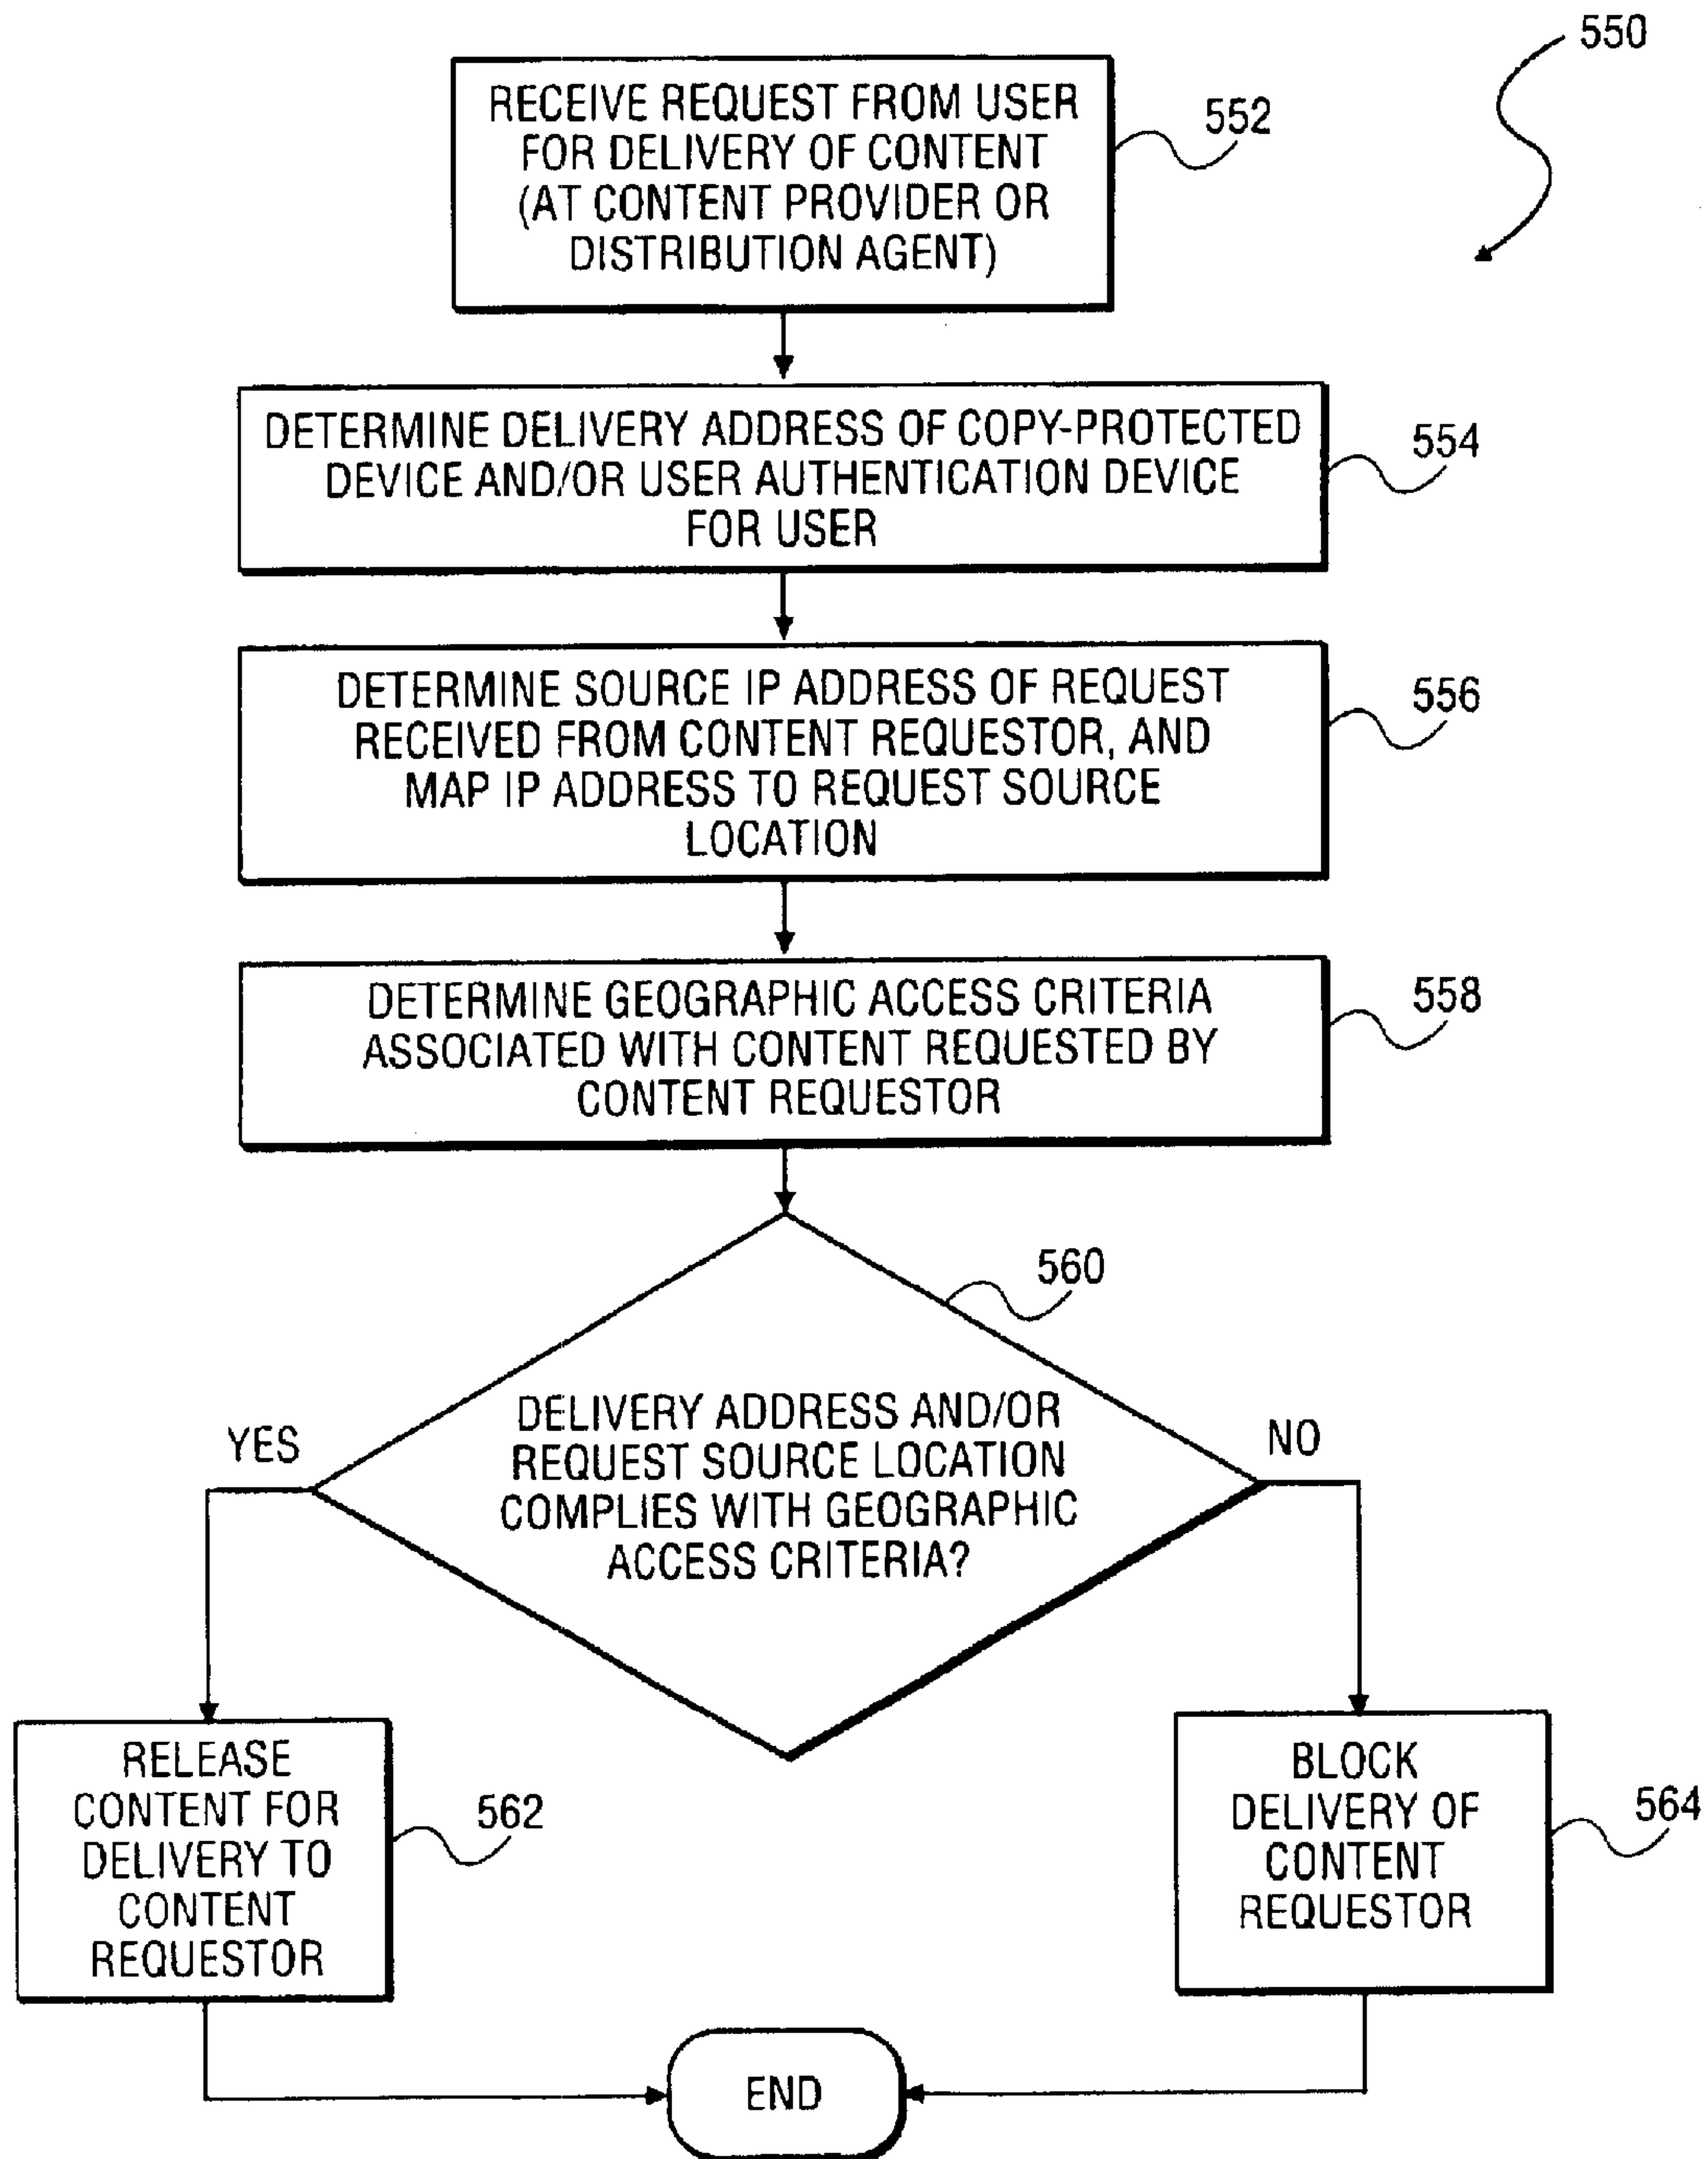 550
RECEIVE REQUEST FROM USER
FOR DELIVERY OF CONTENT
(AT CONTENT PROVIDER OR
DISTRIBUTION AGENT)
552
DETERMINE DELIVERY ADDRESS OF COPY-PROTECTED
DEVICE AND/OR USER AUTHENTICATION DEVICE
FOR USER
554
DETERMINE SOURCE IP ADDRESS OF REQUEST
RECEIVED FROM CONTENT REQUESTOR, AND
MAP IP ADDRESS TO REQUEST SOURCE
LOCATION
556
DETERMINE GEOGRAPHIC ACCESS CRITERIA
ASSOCIATED WITH CONTENT REQUESTED BY
CONTENT REQUESTOR
558
560
DELIVERY ADDRESS AND/OR
REQUEST SOURCE LOCATION
COMPLIES WITH GEOGRAPHIC
ACCESS CRITERIA?
YES
NO
RELEASE
CONTENT FOR
DELIVERY TO
CONTENT
REQUESTOR
562
BLOCK
DELIVERY OF
CONTENT
REQUESTOR
564
END